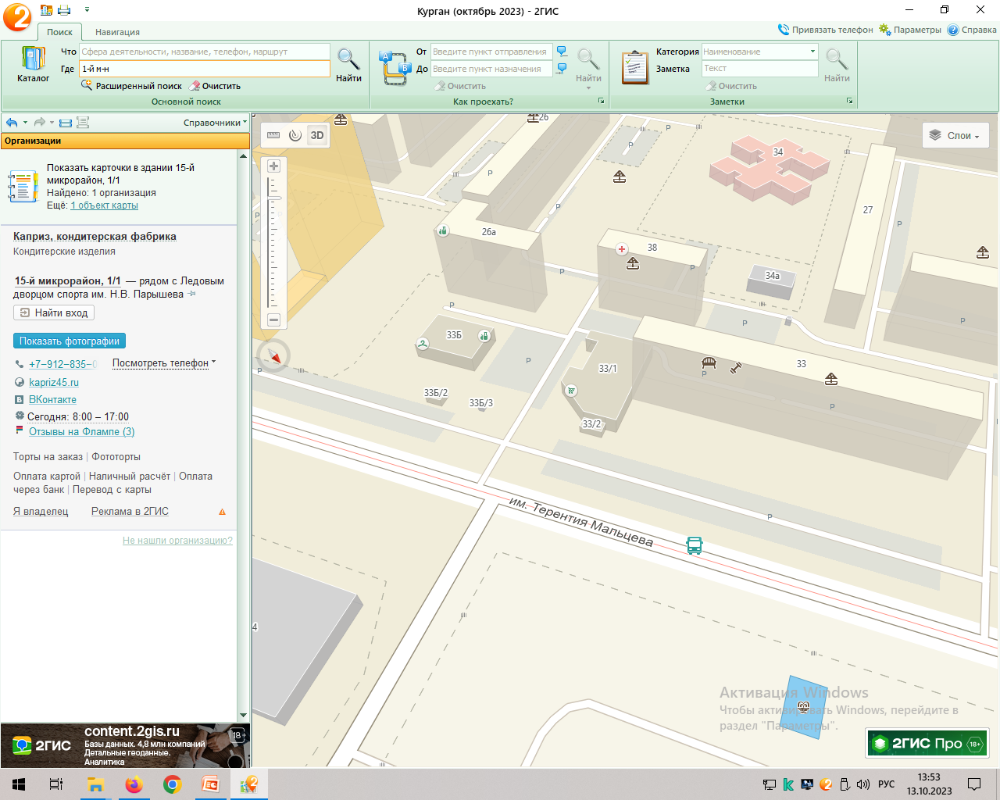 Курган (октябрь 2023) - 2ГИС
Поиск
Навигация
Привязать телефон
Параметры
Справка
Каталог
Что
Сфера деятельности, название, телефон, маршрут
Где
1-й м-н
Расширенный поиск
Очистить
Найти
Основной поиск
A
B
От
Введите пункт отправления
До
Введите пункт назначения
Очистить
Найти
Как проехать?
Категория
Наименование
Заметка
Текст
Очистить
Найти
Заметки
Справочники
Организации
Показать карточки в здании 15-й
микрорайон, 1/1
Найдено: 1 организация
Ещё: 1 объект карты
Каприз, кондитерская фабрика
Кондитерские изделия
15-й микрорайон, 1/1 — рядом с Ледовым
дворцом спорта им. Н.В. Парышева
Найти вход
Показать фотографии
+7–912–835–0
Посмотреть телефон
kapriz45.ru
ВКонтакте
Сегодня: 8:00 – 17:00
Отзывы на Флампе (3)
Торты на заказ | Фототорты
Оплата картой | Наличный расчёт | Оплата
через банк | Перевод с карты
Я владелец
Реклама в 2ГИС
Не нашли организацию?
2ГИС
content.2gis.ru
Базы данных. 4,8 млн компаний
Детальные геоданные.
Аналитика
18+
3D
Слои
26
34
27
26а
38
34а
33Б
33/1
33
33Б/2
33Б/3
33/2
им. Терентия Мальцева
4
Активация Windows
Чтобы активировать Windows, перейдите в
раздел "Параметры".
2ГИС Про
18+
13:53
РУС
13.10.2023